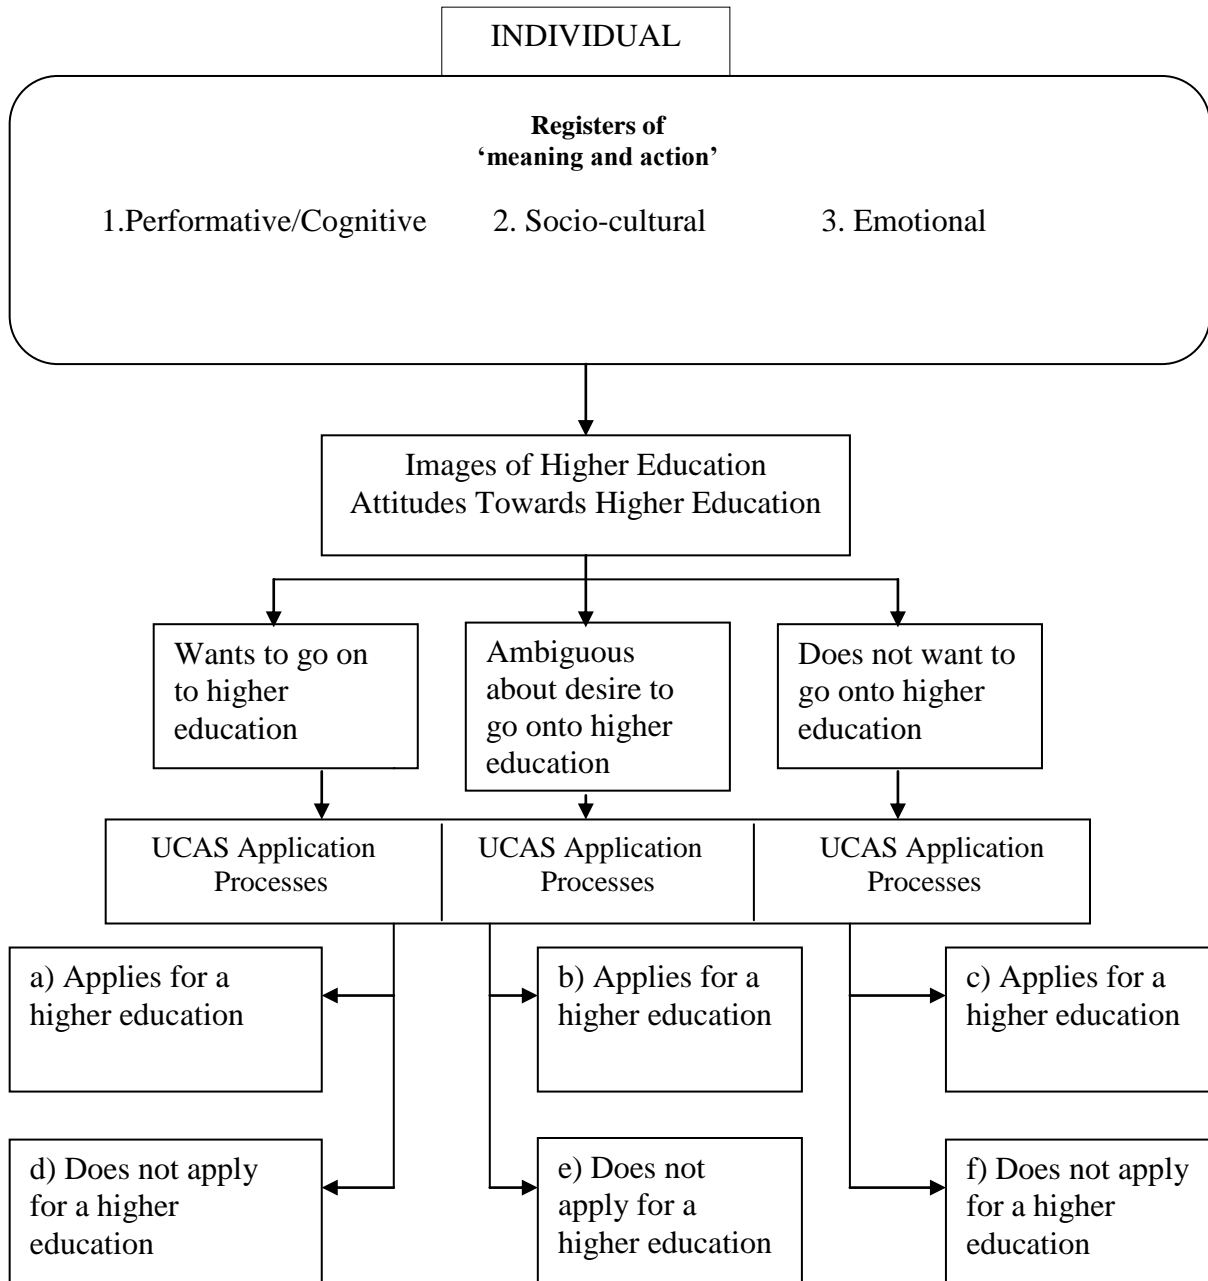 INDIVIDUAL
Registers of
‘meaning and action’
1.Performative/Cognitive 2. Socio-cultural 3. Emotional
Images of Higher Education
Attitudes Towards Higher Education
Wants to go on
to higher
education
Ambiguous
about desire to
go onto higher
education
Does not want to
go onto higher
education
UCAS Application
Processes
UCAS Application
Processes
UCAS Application
Processes
a) Applies for a
higher education
b) Applies for a
higher education
c) Applies for a
higher education
d) Does not apply
for a higher
education
e) Does not
apply for a
higher education
f) Does not apply
for a higher
education